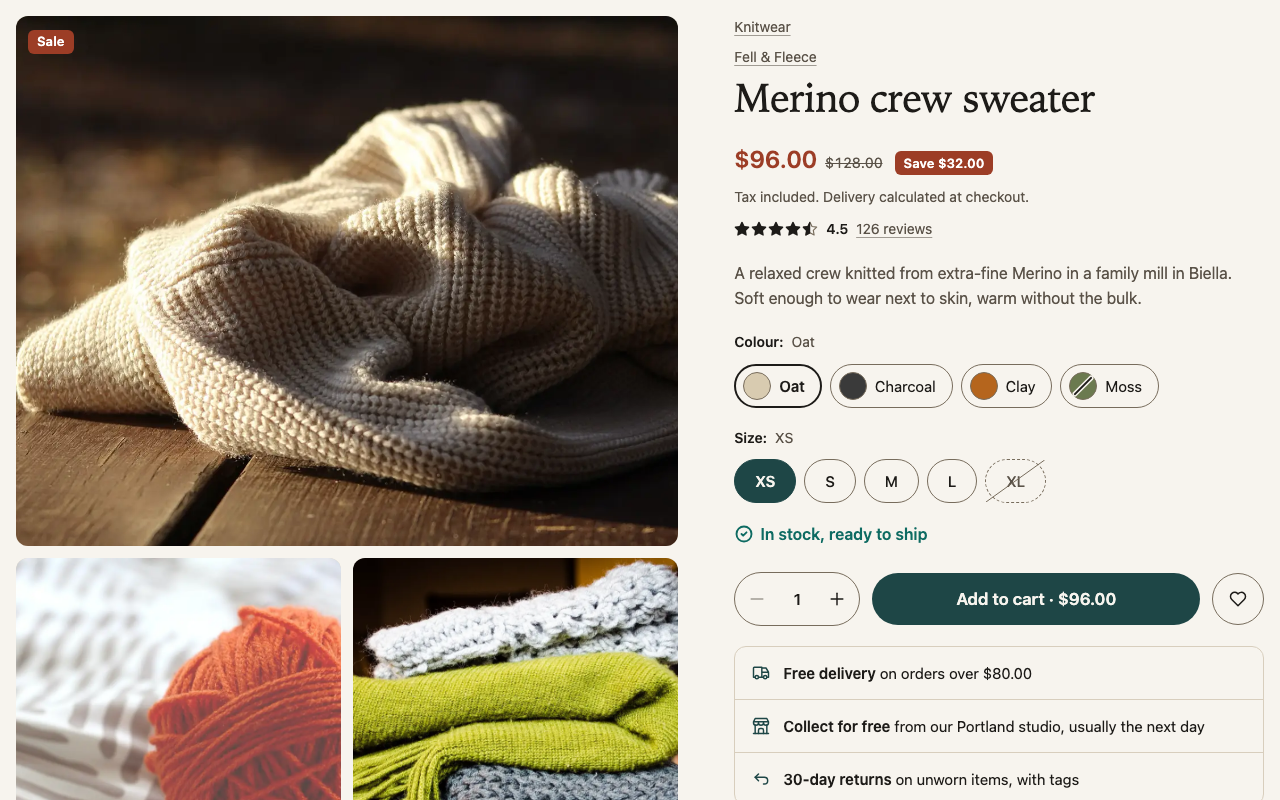 Sale
Knitwear
Fell & Fleece
Merino crew sweater
$96.00 $128.00 Save $32.00
Tax included. Delivery calculated at checkout.
4.5 126 reviews
A relaxed crew knitted from extra-fine Merino in a family mill in Biella.
Soft enough to wear next to skin, warm without the bulk.
Colour: Oat
Oat Charcoal Clay Moss
Size: XS
XS S M L XL
In stock, ready to ship
1 Add to cart · $96.00
Free delivery on orders over $80.00
Collect for free from our Portland studio, usually the next day
30-day returns on unworn items, with tags